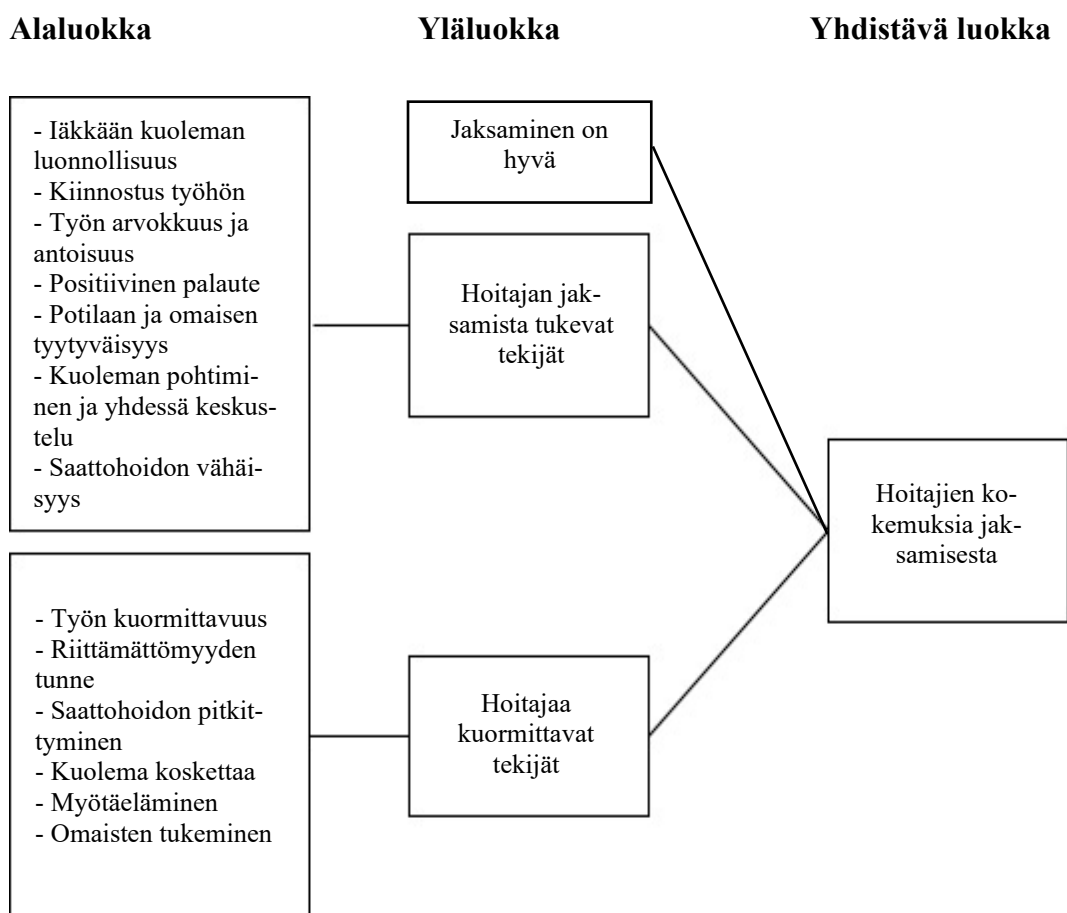 Alaluokka
Yläluokka
Yhdistävä luokka
- Iäkkään kuoleman
luonnollisuus
- Kiinnostus työhön
- Työn arvokkuus ja
antoisuus
- Positiivinen palaute
- Potilaan ja omaisen
tyytyväisyys
- Kuoleman pohtimi-
nen ja yhdessä keskus-
telu
- Saattohoidon vähäi-
syys
Jaksaminen on
hyvä
Hoitajan jak-
samista tukevat
tekijät
Hoitajien ko-
kemuksia jak-
samisesta
- Työn kuormittavuus
- Riittämättömyyden
tunne
- Saattohoidon pitkit-
tyminen
- Kuolema koskettaa
- Myötäeläminen
- Omaisten tukeminen
Hoitajaa
kuormittavat
tekijät